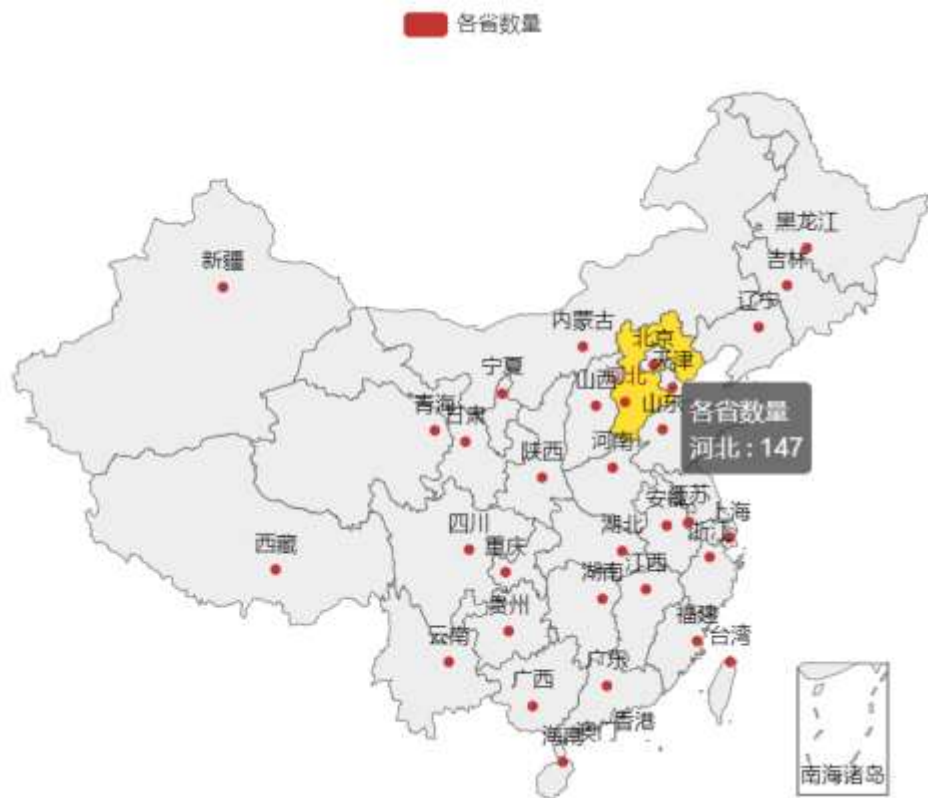 各省数量
黑龙江
吉林
新疆
辽宁
内蒙古
北京
天津
宁夏
山西
河北
青海
甘肃
山东
各省数量
河北 : 147
河南
陕西
安徽
江苏
上海
四川
湖北
浙江
西藏
重庆
湖南
江西
贵州
福建
云南
台湾
广东
广西
香港
海南
澳门
南海诸岛